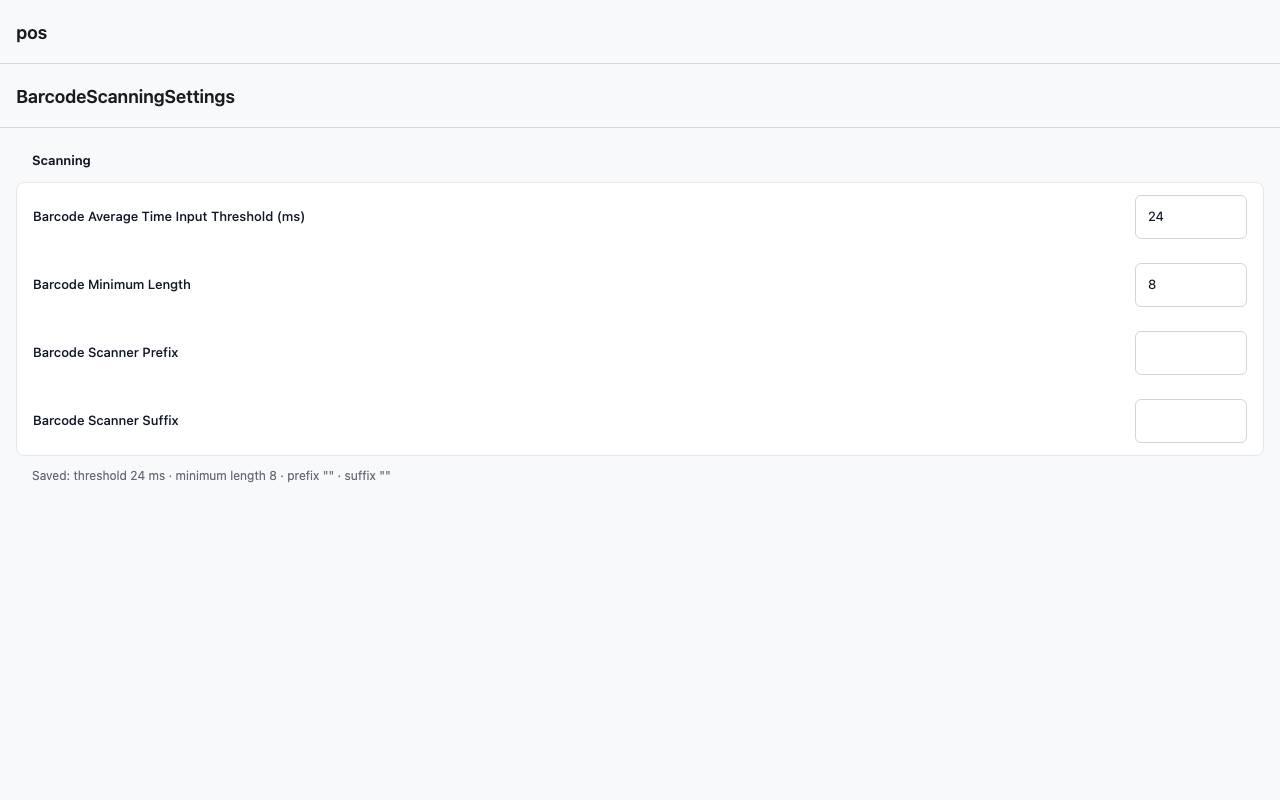 pos
BarcodeScanningSettings
Scanning
Barcode Average Time Input Threshold (ms)
24
Barcode Minimum Length
8
Barcode Scanner Prefix
Barcode Scanner Suffix
Saved: threshold 24 ms · minimum length 8 · prefix "" · suffix ""